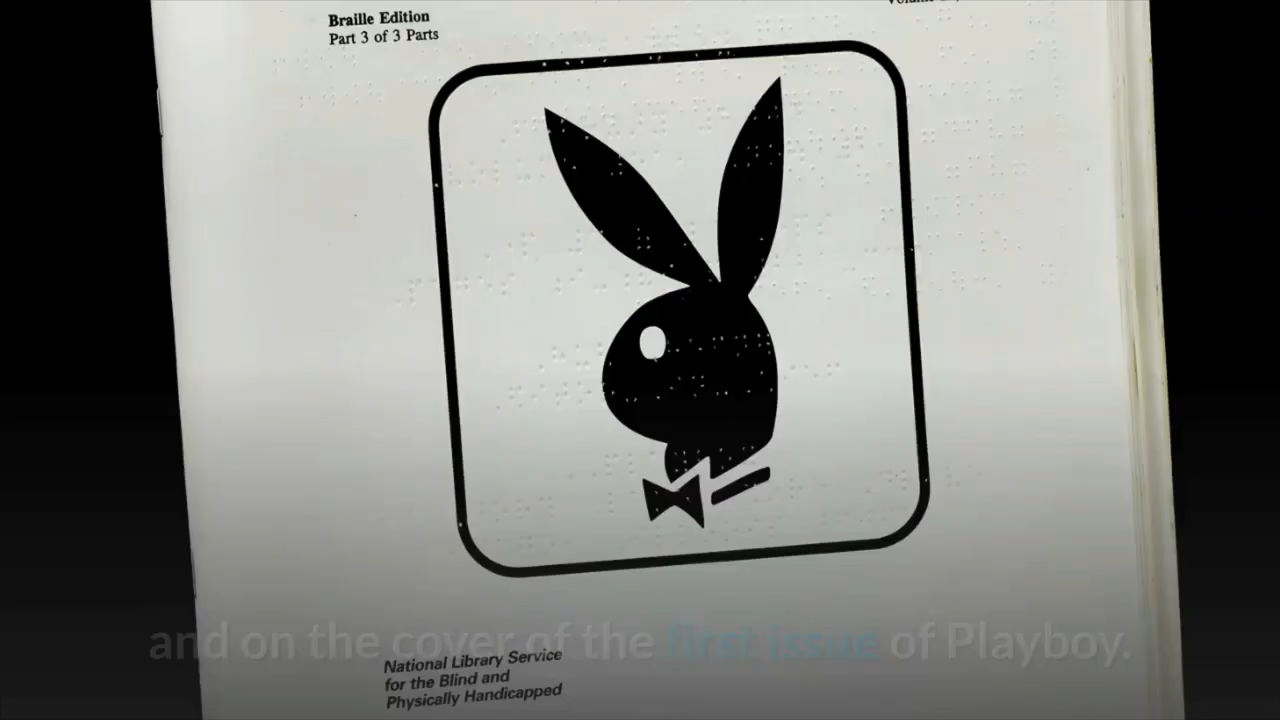 Braille Edition
Part 3 of 3 Parts
and on the cover of the first issue of Playboy.
National Library Service
for the Blind and
Physically Handicapped